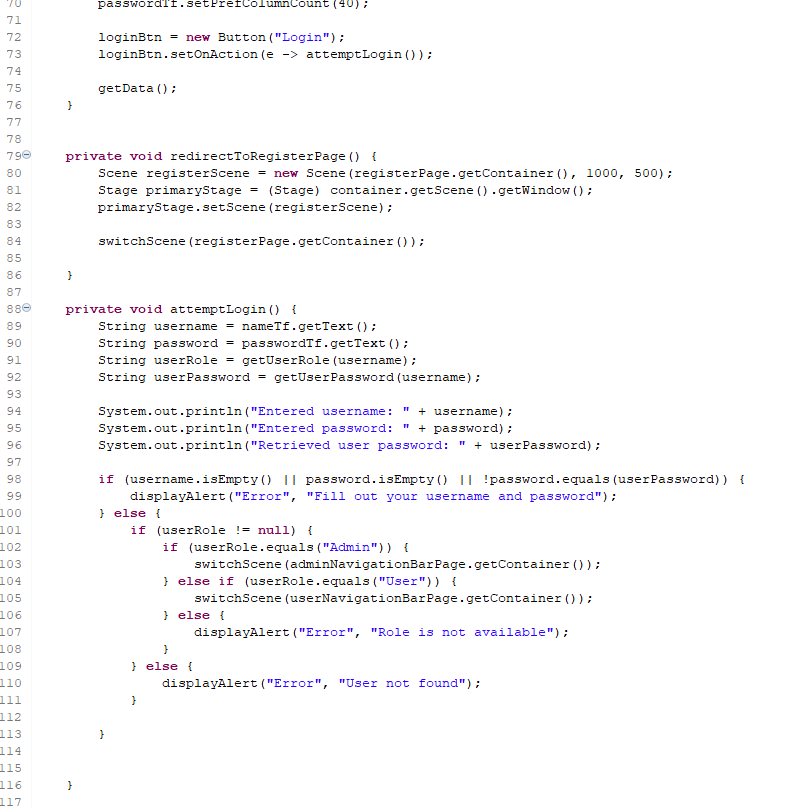 70 passwordTf.setPrefColumnCount(40);
71
72 loginBtn = new Button("Login");
73 loginBtn.setOnAction(e -> attemptLogin());
74
75 getData();
76 }
77
78
79 private void redirectToRegisterPage() {
80 Scene registerScene = new Scene(registerPage.getContainer(), 1000, 500);
81 Stage primaryStage = (Stage) container.getScene().getWindow();
82 primaryStage.setScene(registerScene);
83
84 switchScene(registerPage.getContainer());
85
86 }
87
88 private void attemptLogin() {
89 String username = nameTf.getText();
90 String password = passwordTf.getText();
91 String userRole = getUserRole(username);
92 String userPassword = getUserPassword(username);
93
94 System.out.println("Entered username: " + username);
95 System.out.println("Entered password: " + password);
96 System.out.println("Retrieved user password: " + userPassword);
97
98 if (username.isEmpty() || password.isEmpty() || !password.equals(userPassword)) {
99 displayAlert("Error", "Fill out your username and password");
100 } else {
101 if (userRole != null) {
102 if (userRole.equals("Admin")) {
103 switchScene(adminNavigationBarPage.getContainer());
104 } else if (userRole.equals("User")) {
105 switchScene(userNavigationBarPage.getContainer());
106 } else {
107 displayAlert("Error", "Role is not available");
108 }
109 } else {
110 displayAlert("Error", "User not found");
111 }
112
113 }
114
115
116 }
117